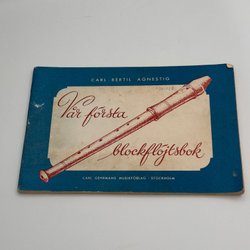 CARL BERTIL AGNESTIG
Vår första
blockflöjtsbok
CARL GEHRMANS MUSIKFÖRLAG · STOCKHOLM